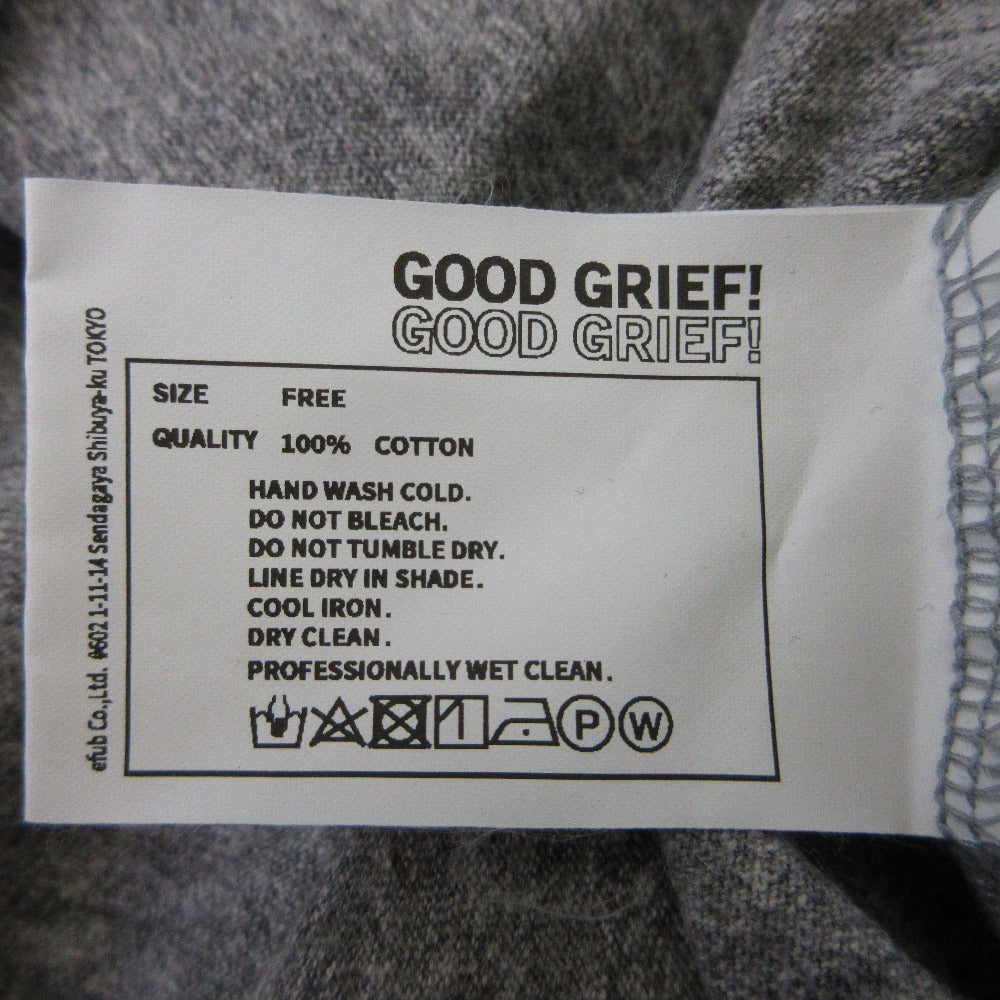 GOOD GRIEF!
GOOD GRIEF!
SIZE FREE
QUALITY 100% COTTON
HAND WASH COLD.
DO NOT BLEACH.
DO NOT TUMBLE DRY.
LINE DRY IN SHADE.
COOL IRON.
DRY CLEAN.
PROFESSIONALLY WET CLEAN.
P W
efub Co.,Ltd. #602 1-11-14 Sendagaya Shibuya-ku TOKYO